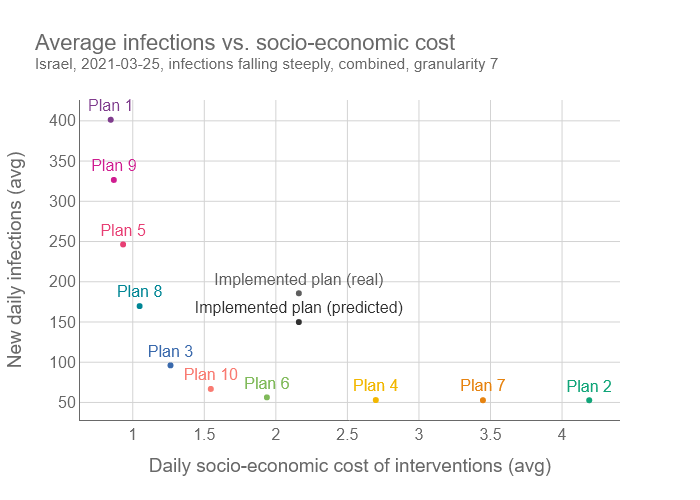 Average infections vs. socio-economic cost
Israel, 2021-03-25, infections falling steeply, combined, granularity 7
New daily infections (avg)
400
350
300
250
200
150
100
50
Plan 1
Plan 9
Plan 5
Implemented plan (real)
Plan 8
Implemented plan (predicted)
Plan 3
Plan 10
Plan 6
Plan 4
Plan 7
Plan 2
1
1.5
2
2.5
3
3.5
4
Daily socio-economic cost of interventions (avg)